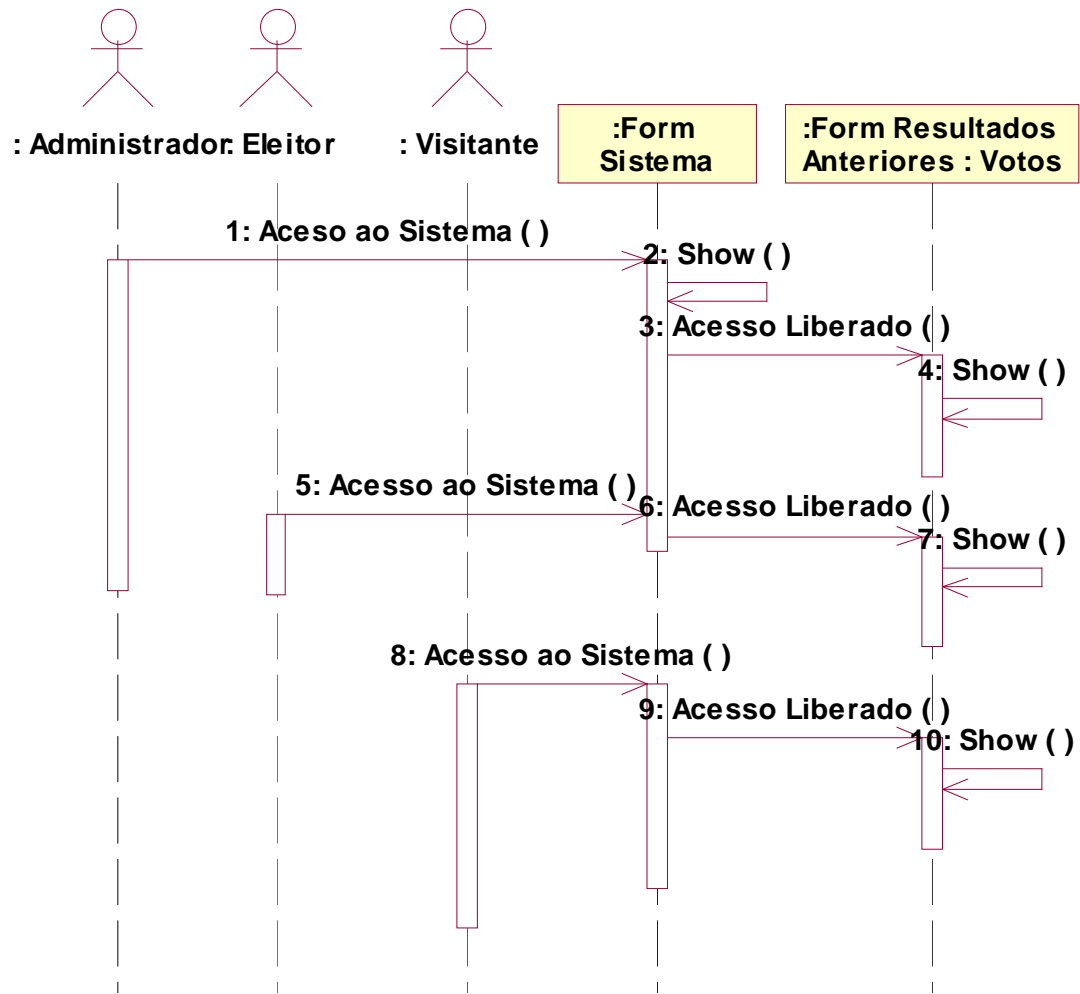 : Administrador
: Eleitor
: Visitante
:Form
Sistema
:Form Resultados
Anteriores : Votos
1: Aceso ao Sistema ( )
2: Show ( )
3: Acesso Liberado ( )
4: Show ( )
5: Acesso ao Sistema ( )
6: Acesso Liberado ( )
7: Show ( )
8: Acesso ao Sistema ( )
9: Acesso Liberado ( )
10: Show ( )